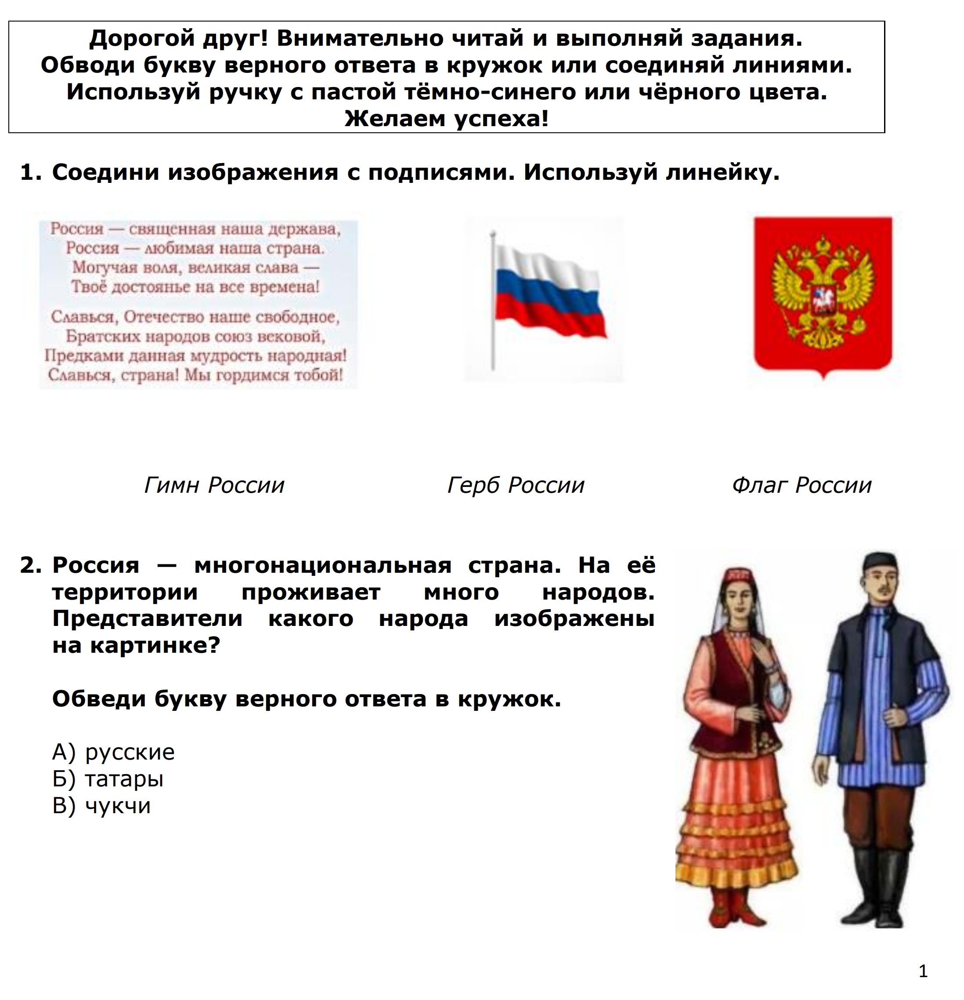 Дорогой друг! Внимательно читай и выполняй задания.
Обводи букву верного ответа в кружок или соединяй линиями.
Используй ручку с пастой тёмно-синего или чёрного цвета.
Желаем успеха!
1. Соедини изображения с подписями. Используй линейку.
Россия — священная наша держава,
Россия — любимая наша страна.
Могучая воля, великая слава —
Твоё достоянье на все времена!
Славься, Отечество наше свободное,
Братских народов союз вековой,
Предками данная мудрость народная!
Славься, страна! Мы гордимся тобой!
Гимн России
Герб России
Флаг России
2. Россия — многонациональная страна. На её
территории проживает много народов.
Представители какого народа изображены
на картинке?
Обведи букву верного ответа в кружок.
А) русские
Б) татары
В) чукчи
1